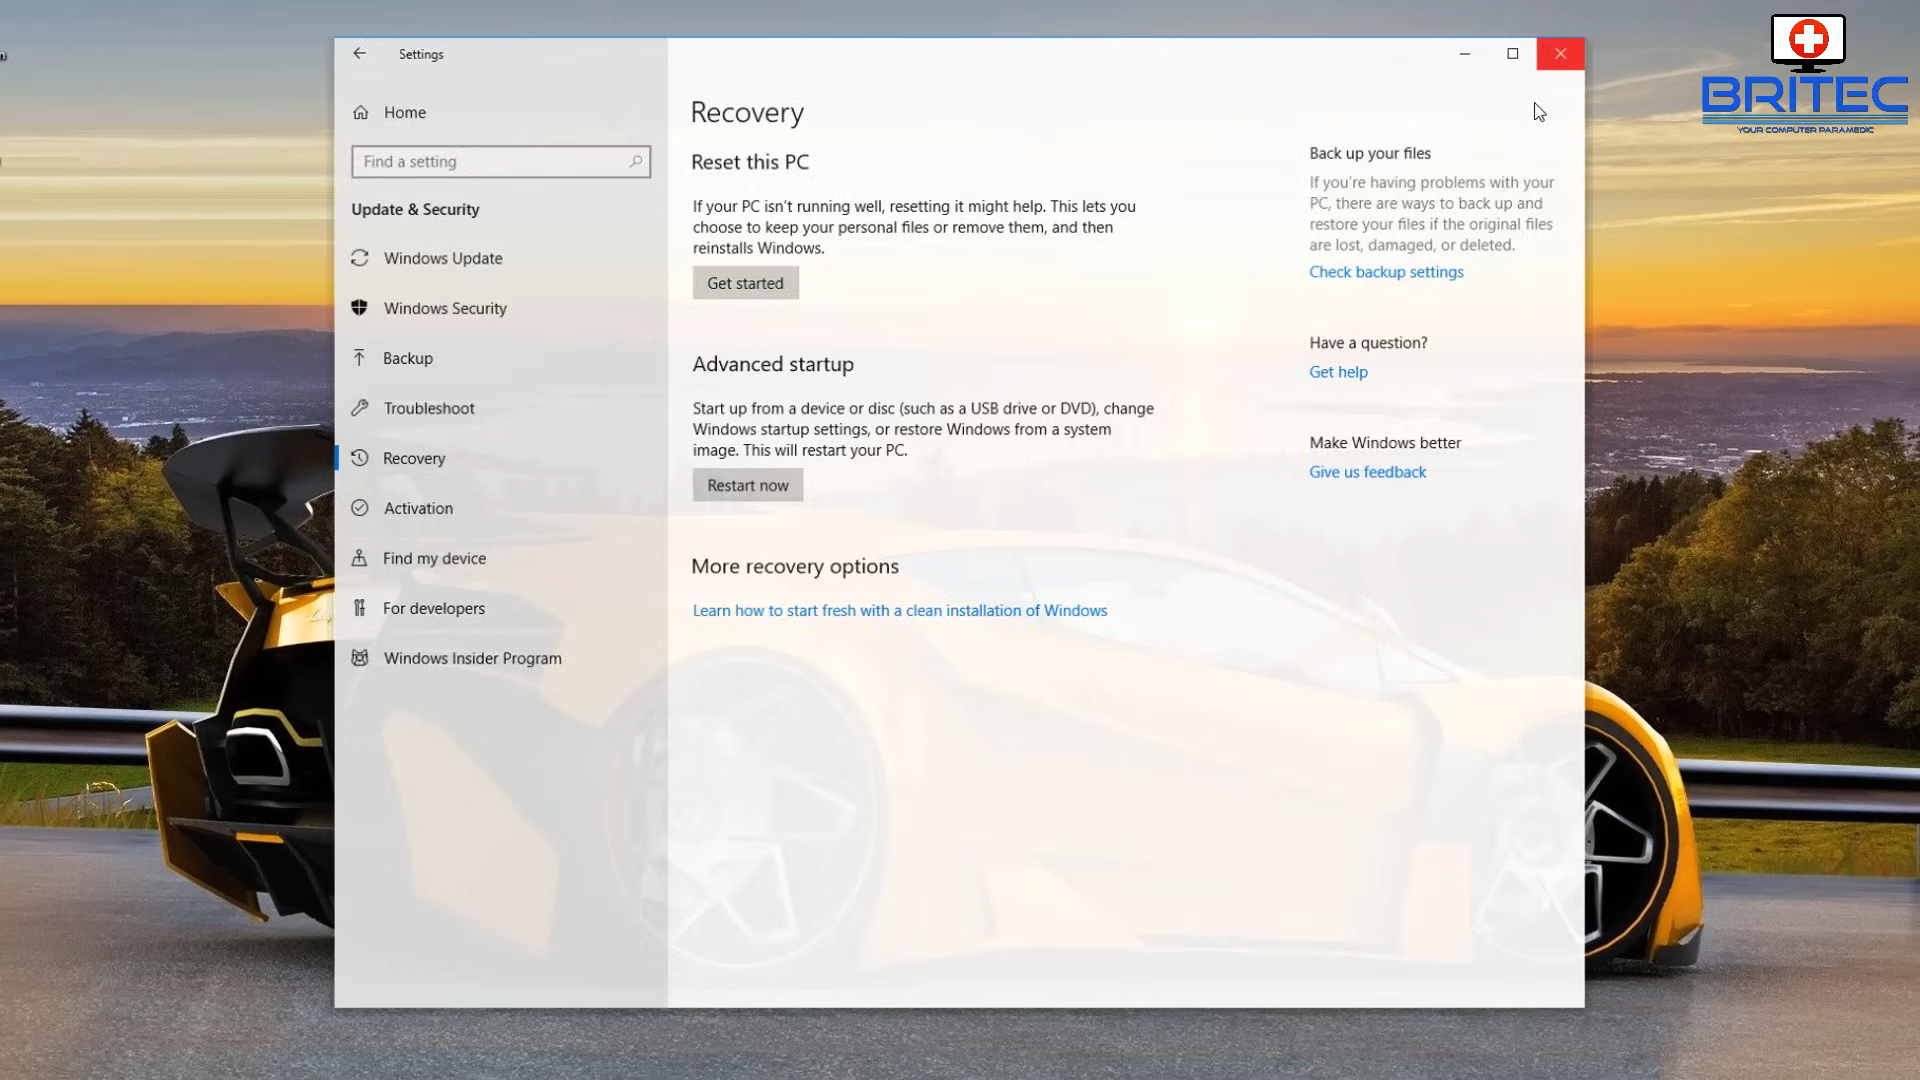 Settings
BRITEC
YOUR COMPUTER PARAMEDIC
Home
Find a setting
Update & Security
Windows Update
Windows Security
Backup
Troubleshoot
Recovery
Activation
Find my device
For developers
Windows Insider Program
Recovery
Reset this PC
If your PC isn't running well, resetting it might help. This lets you
choose to keep your personal files or remove them, and then
reinstalls Windows.
Get started
Advanced startup
Start up from a device or disc (such as a USB drive or DVD), change
Windows startup settings, or restore Windows from a system
image. This will restart your PC.
Restart now
More recovery options
Learn how to start fresh with a clean installation of Windows
Back up your files
If you're having problems with your
PC, there are ways to back up and
restore your files if the original files
are lost, damaged, or deleted.
Check backup settings
Have a question?
Get help
Make Windows better
Give us feedback